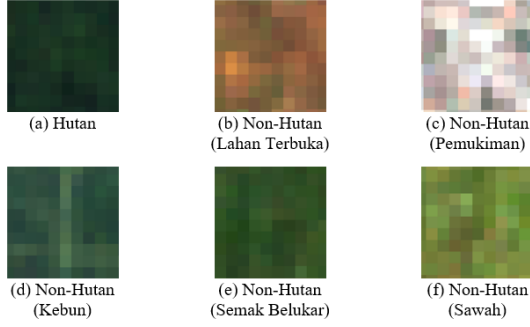 (a) Hutan
(b) Non-Hutan
(Lahan Terbuka)
(c) Non-Hutan
(Pemukiman)
(d) Non-Hutan
(Kebun)
(e) Non-Hutan
(Semak Belukar)
(f) Non-Hutan
(Sawah)